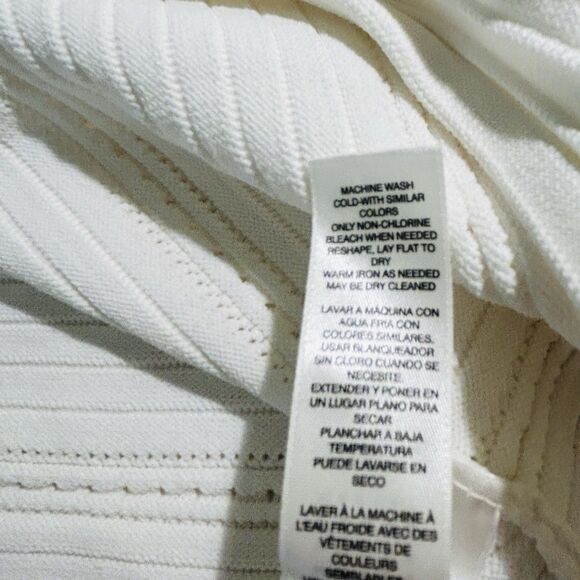 MACHINE WASH
COLD-WITH SIMILAR
COLORS
ONLY NON-CHLORINE
BLEACH WHEN NEEDED
RESHAPE, LAY FLAT TO
DRY
WARM IRON AS NEEDED
MAY BE DRY CLEANED
LAVAR A MÁQUINA CON
AGUA FRIA CON
COLORES SIMILARES.
USAR BLANQUEADOR
SIN CLORO CUANDO SE
NECESITE.
EXTENDER Y PONER EN
UN LUGAR PLANO PARA
SECAR
PLANCHAR A BAJA
TEMPERATURA
PUEDE LAVARSE EN
SECO
LAVER À LA MACHINE À
L'EAU FROIDE AVEC DES
VÊTEMENTS DE
COULEURS
SEMBLABLES